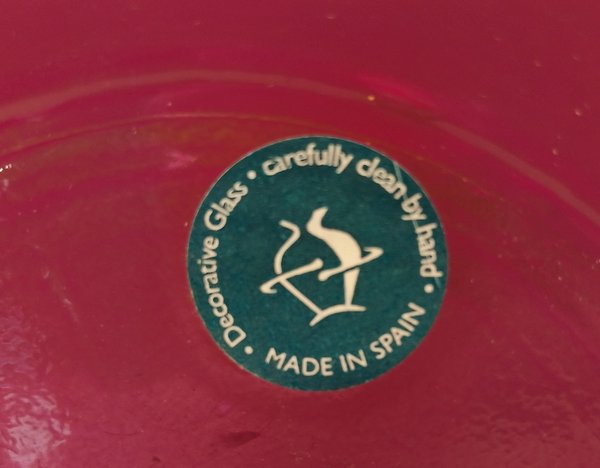 Decorative Glass • carefully clean by hand •
MADE IN SPAIN •